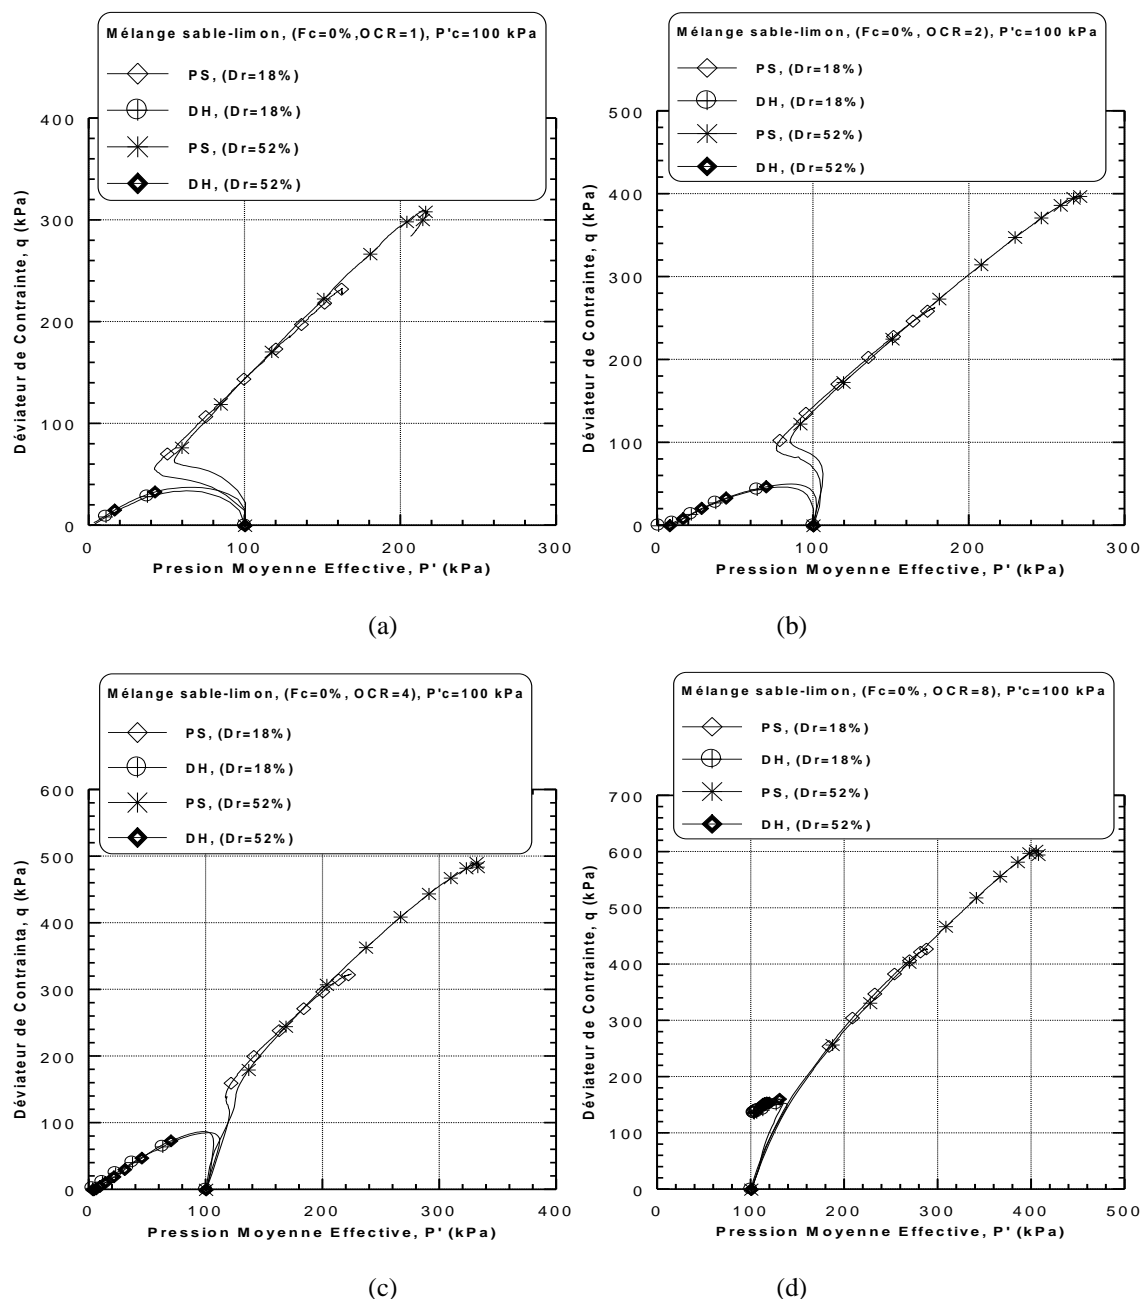 (a)
(b)
Mélange sable-limon, (Fc=0%,OCR=1), P'c=100 kPa
PS, (Dr=18%)
DH, (Dr=18%)
PS, (Dr=52%)
DH, (Dr=52%)
400
300
200
100
0
0
100
200
300
Déviateur de Contrainte, q (kPa)
Pression Moyenne Effective, P' (kPa)
(a)
Mélange sable-limon, (Fc=0%, OCR=2), P'c=100 kPa
PS, (Dr=18%)
DH, (Dr=18%)
PS, (Dr=52%)
DH, (Dr=52%)
500
400
300
200
100
0
0
100
200
300
Déviateur de Contrainte, q (kPa)
Pression Moyenne Effective, P' (kPa)
(b)
Mélange sable-limon, (Fc=0%, OCR=4), P'c=100 kPa
PS, (Dr=18%)
DH, (Dr=18%)
PS, (Dr=52%)
DH, (Dr=52%)
600
500
400
300
200
100
0
0
100
200
300
400
Déviateur de Contrainta, q (kPa)
Pression Moyenne Effective, P' (kPa)
(c)
Mélange sable-limon, (Fc=0%, OCR=8), P'c=100 kPa
PS, (Dr=18%)
DH, (Dr=18%)
PS, (Dr=52%)
DH, (Dr=52%)
700
600
500
400
300
200
100
0
0
100
200
300
400
500
Déviateur de Contrainte, q (kPa)
Pression Moyenne Effective, P' (kPa)
(d)